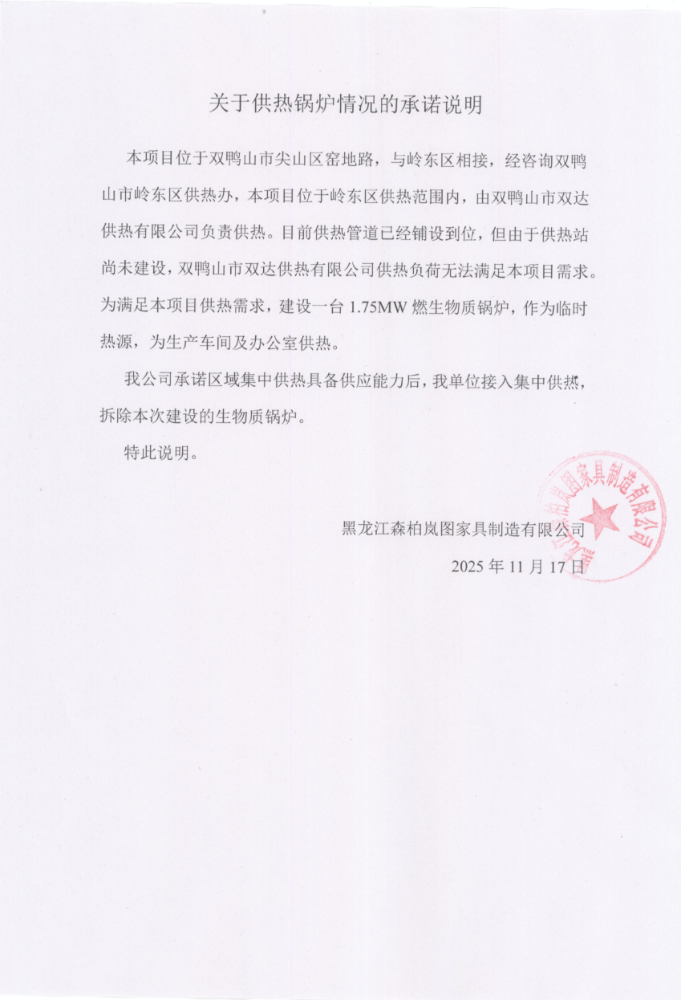 关于供热锅炉情况的承诺说明
本项目位于双鸭山市尖山区窑地路，与岭东区相接，经咨询双鸭
山市岭东区供热办，本项目位于岭东区供热范围内，由双鸭山市双达
供热有限公司负责供热。目前供热管道已经铺设到位，但由于供热站
尚未建设，双鸭山市双达供热有限公司供热负荷无法满足本项目需求。
为满足本项目供热需求，建设一台 1.75MW 燃生物质锅炉，作为临时
热源，为生产车间及办公室供热。
我公司承诺区域集中供热具备供应能力后，我单位接入集中供热，
拆除本次建设的生物质锅炉。
特此说明。
黑龙江森柏岚图家具制造有限公司
2025 年 11 月 17 日
黑龙江森柏岚图家具制造有限公司